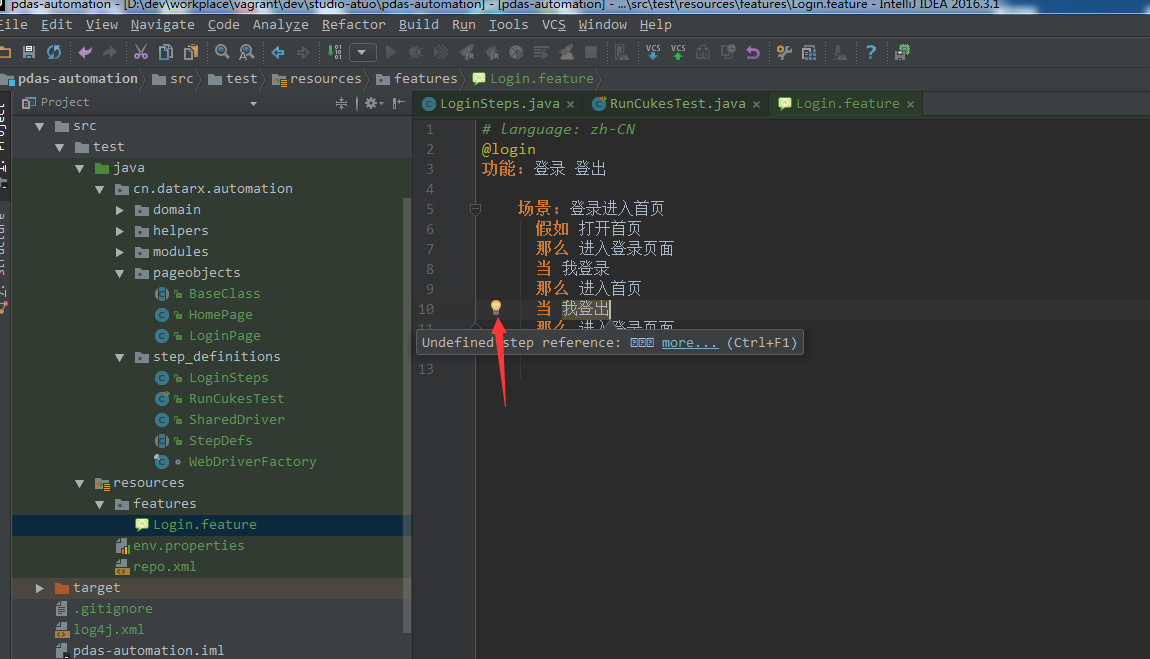 pdas-automation - [D:\dev\workplace\vagrant\dev\studio-atuo\pdas-automation] - [pdas-automation] - ...\src\test\resources\features\Login.feature - IntelliJ IDEA 2016.3.1
File Edit View Navigate Code Analyze Refactor Build Run Tools VCS Window Help
VCS VCS
pdas-automation src test resources features Login.feature
Project
LoginSteps.java RunCukesTest.java Login.feature
src
test
java
cn.datarx.automation
domain
helpers
modules
pageobjects
BaseClass
HomePage
LoginPage
step_definitions
LoginSteps
RunCukesTest
SharedDriver
StepDefs
WebDriverFactory
resources
features
Login.feature
env.properties
repo.xml
target
.gitignore
log4j.xml
pdas-automation.iml
1 # language: zh-CN
2 @login
3 功能: 登录 登出
4
5 场景: 登录进入首页
6 假如 打开首页
7 那么 进入登录页面
8 当 我登录
9 那么 进入首页
10 当 我登出
11 那么 进入登录页面
Undefined step reference: more... (Ctrl+F1)
13